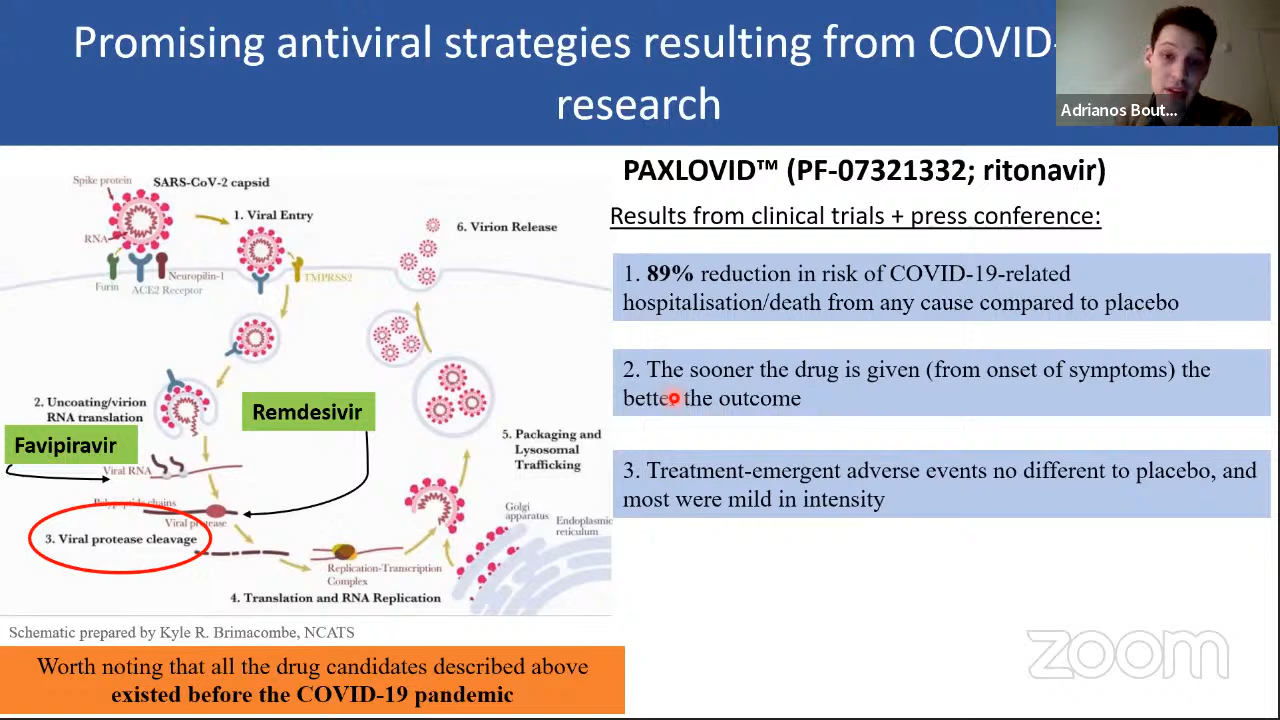 Promising antiviral strategies resulting from COVID-
research
Adrianos Bout...
PAXLOVID™ (PF-07321332; ritonavir)
Results from clinical trials + press conference:
1. 89% reduction in risk of COVID-19-related
hospitalisation/death from any cause compared to placebo
2. The sooner the drug is given (from onset of symptoms) the
better the outcome
3. Treatment-emergent adverse events no different to placebo, and
most were mild in intensity
Spike protein
SARS-CoV-2 capsid
1. Viral Entry
RNA
Neuropilin-1
TMPRSS2
Furin
ACE2 Receptor
6. Virion Release
2. Uncoating/virion
RNA translation
Remdesivir
Favipiravir
Viral RNA
Polypeptide chains
Viral protease
3. Viral protease cleavage
5. Packaging and
Lysosomal
Trafficking
Golgi
apparatus
Endoplasmic
reticulum
Replication-Transcription
Complex
4. Translation and RNA Replication
Schematic prepared by Kyle R. Brimacombe, NCATS
Worth noting that all the drug candidates described above
existed before the COVID-19 pandemic
zoom